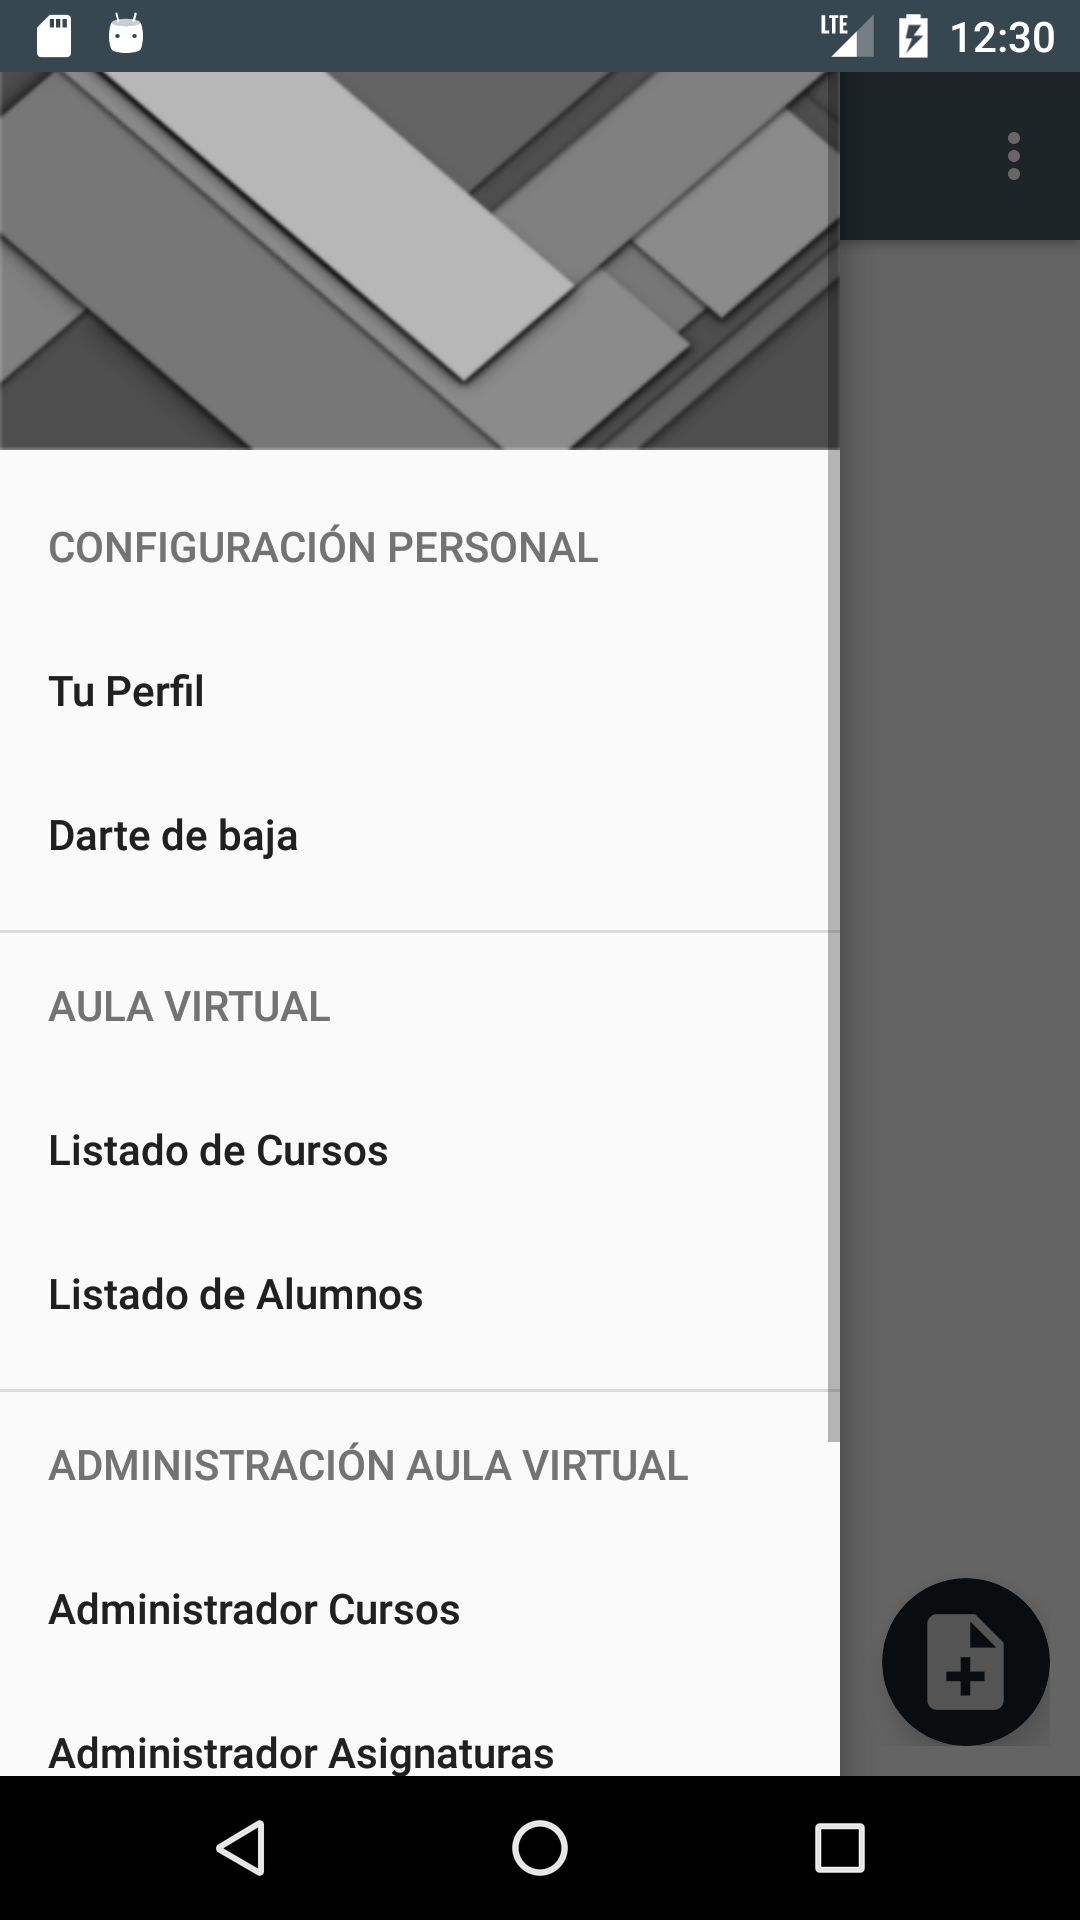 LTE 12:30
CONFIGURACIÓN PERSONAL
Tu Perfil
Darte de baja
AULA VIRTUAL
Listado de Cursos
Listado de Alumnos
ADMINISTRACIÓN AULA VIRTUAL
Administrador Cursos
Administrador Asignaturas